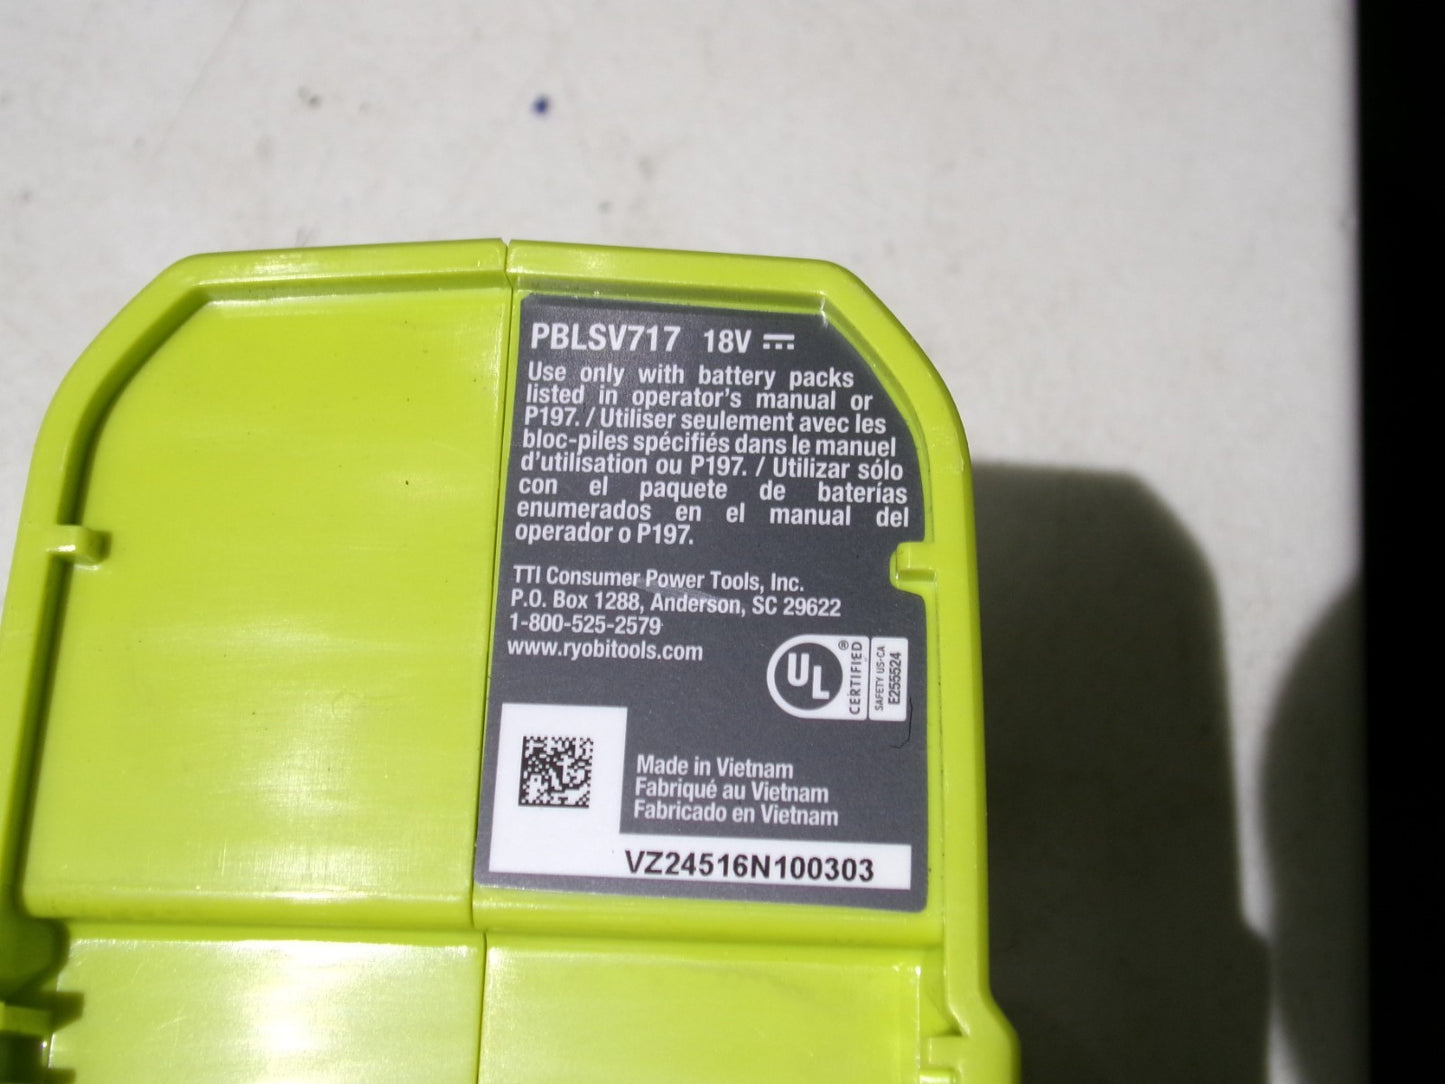 PBLSV717 18V
Use only with battery packs
listed in operator's manual or
P197. / Utiliser seulement avec les
bloc-piles spécifiés dans le manuel
d'utilisation ou P197. / Utilizar sólo
con el paquete de baterías
enumerados en el manual del
operador o P197.
TTI Consumer Power Tools, Inc.
P.O. Box 1288, Anderson, SC 29622
1-800-525-2579
www.ryobitools.com
UL
®
CERTIFIED
SAFETY US-CA
E255524
Made in Vietnam
Fabriqué au Vietnam
Fabricado en Vietnam
VZ24516N100303